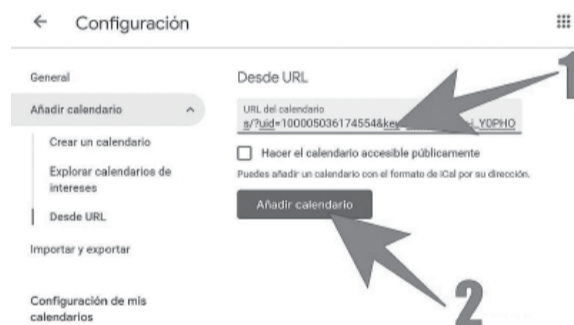 Configuración
General
Añadir calendario
Crear un calendario
Explorar calendarios de
intereses
Desde URL
Importar y exportar
Configuración de mis
calendarios
Desde URL
URL del calendario
s/?uid=100005036174554&key Y0PHO
Hacer el calendario accesible públicamente
Puedes añadir un calendario con el formato de iCal por su dirección.
Añadir calendario
1
2